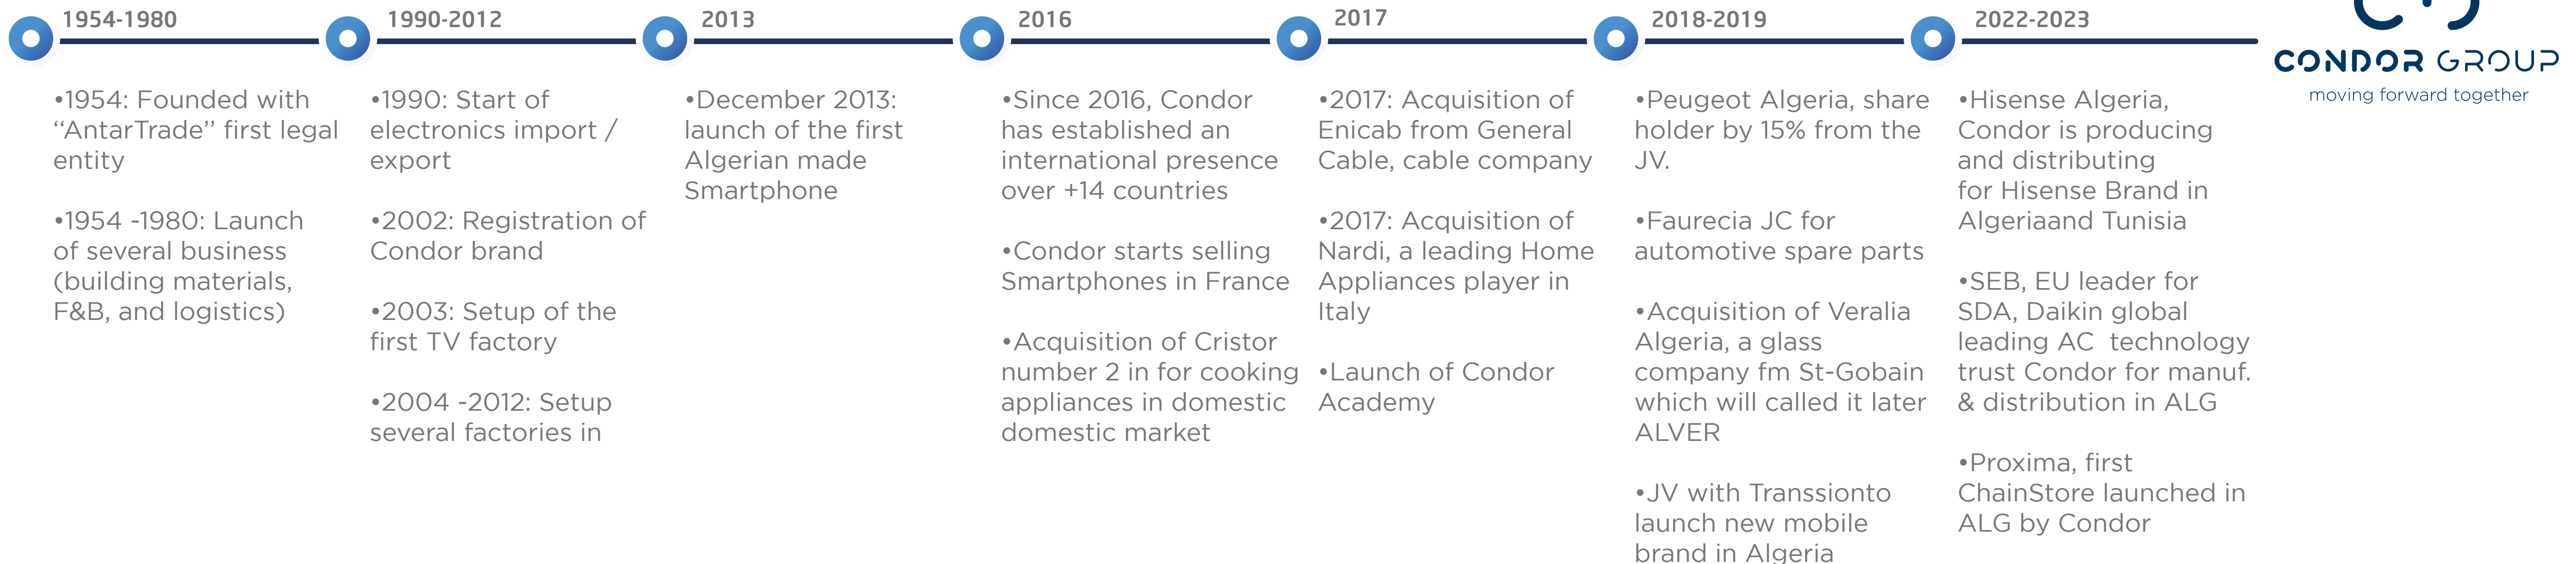 1954-1980
•1954: Founded with
“AntarTrade” first legal
entity
•1954 -1980: Launch
of several business
(building materials,
F&B, and logistics)
1990-2012
•1990: Start of
electronics import /
export
•2002: Registration of
Condor brand
•2003: Setup of the
first TV factory
•2004 -2012: Setup
several factories in
2013
•December 2013:
launch of the first
Algerian made
Smartphone
2016
•Since 2016, Condor
has established an
international presence
over +14 countries
•Condor starts selling
Smartphones in France
•Acquisition of Cristor
number 2 in for cooking
appliances in domestic
domestic market
2017
•2017: Acquisition of
Enicab from General
Cable, cable company
•2017: Acquisition of
Nardi, a leading Home
Appliances player in
Italy
•Launch of Condor
Academy
2018-2019
•Peugeot Algeria, share
holder by 15% from the
JV.
•Faurecia JC for
automotive spare parts
•Acquisition of Veralia
Algeria, a glass
company fm St-Gobain
which will called it later
ALVER
•JV with Transsionto
launch new mobile
brand in Algeria
2022-2023
•Hisense Algeria,
Condor is producing
and distributing
for Hisense Brand in
Algeriaand Tunisia
•SEB, EU leader for
SDA, Daikin global
leading AC  technology
trust Condor for manuf.
& distribution in ALG
•Proxima, first
ChainStore launched in
ALG by Condor
CONDOR GROUP
moving forward together